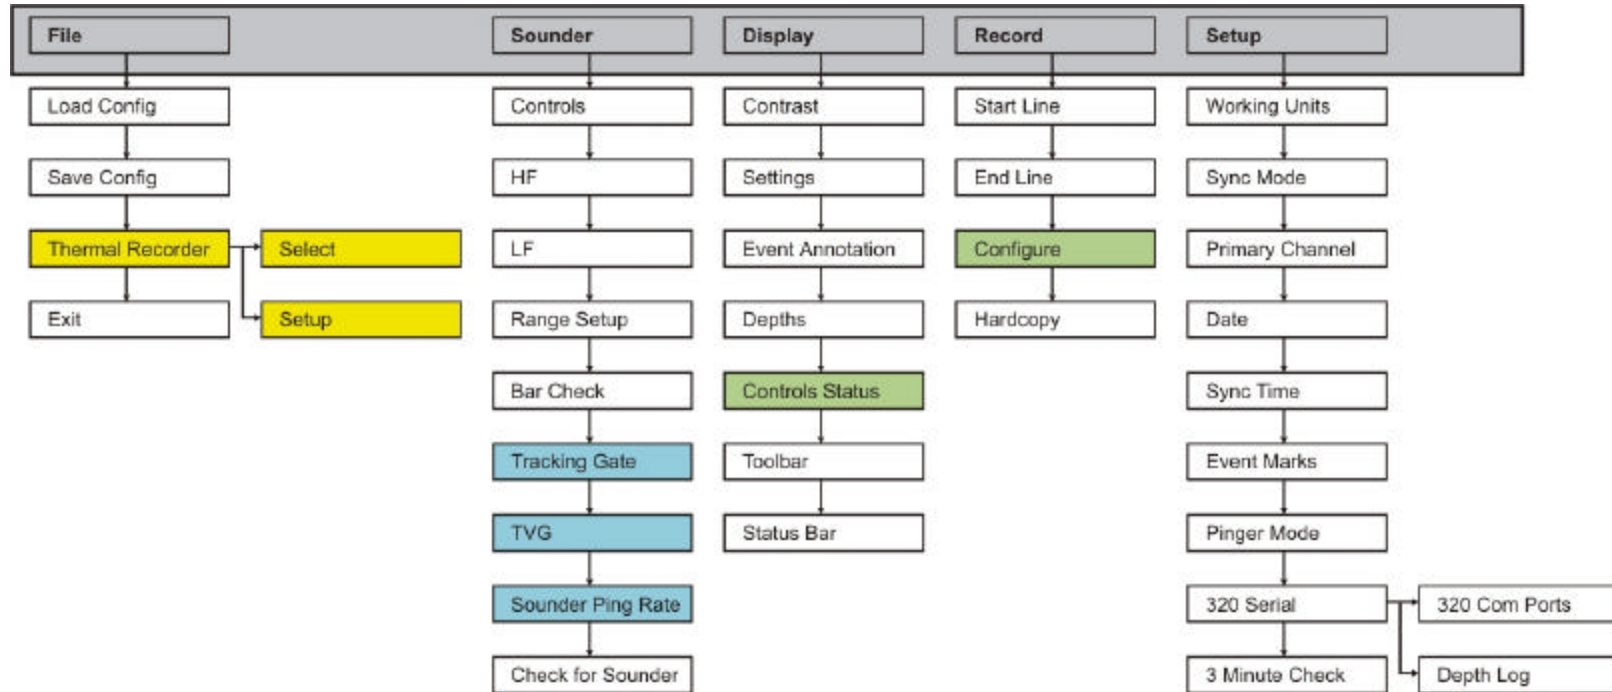 File
Sounder
Display
Record
Setup
Load Config
Controls
Contrast
Start Line
Working Units
Save Config
HF
Settings
End Line
Sync Mode
Thermal Recorder
Select
LF
Event Annotation
Configure
Primary Channel
Exit
Setup
Range Setup
Depths
Hardcopy
Date
Bar Check
Controls Status
Sync Time
Tracking Gate
Toolbar
Event Marks
TVG
Status Bar
Pinger Mode
Sounder Ping Rate
320 Serial
320 Com Ports
Check for Sounder
3 Minute Check
Depth Log